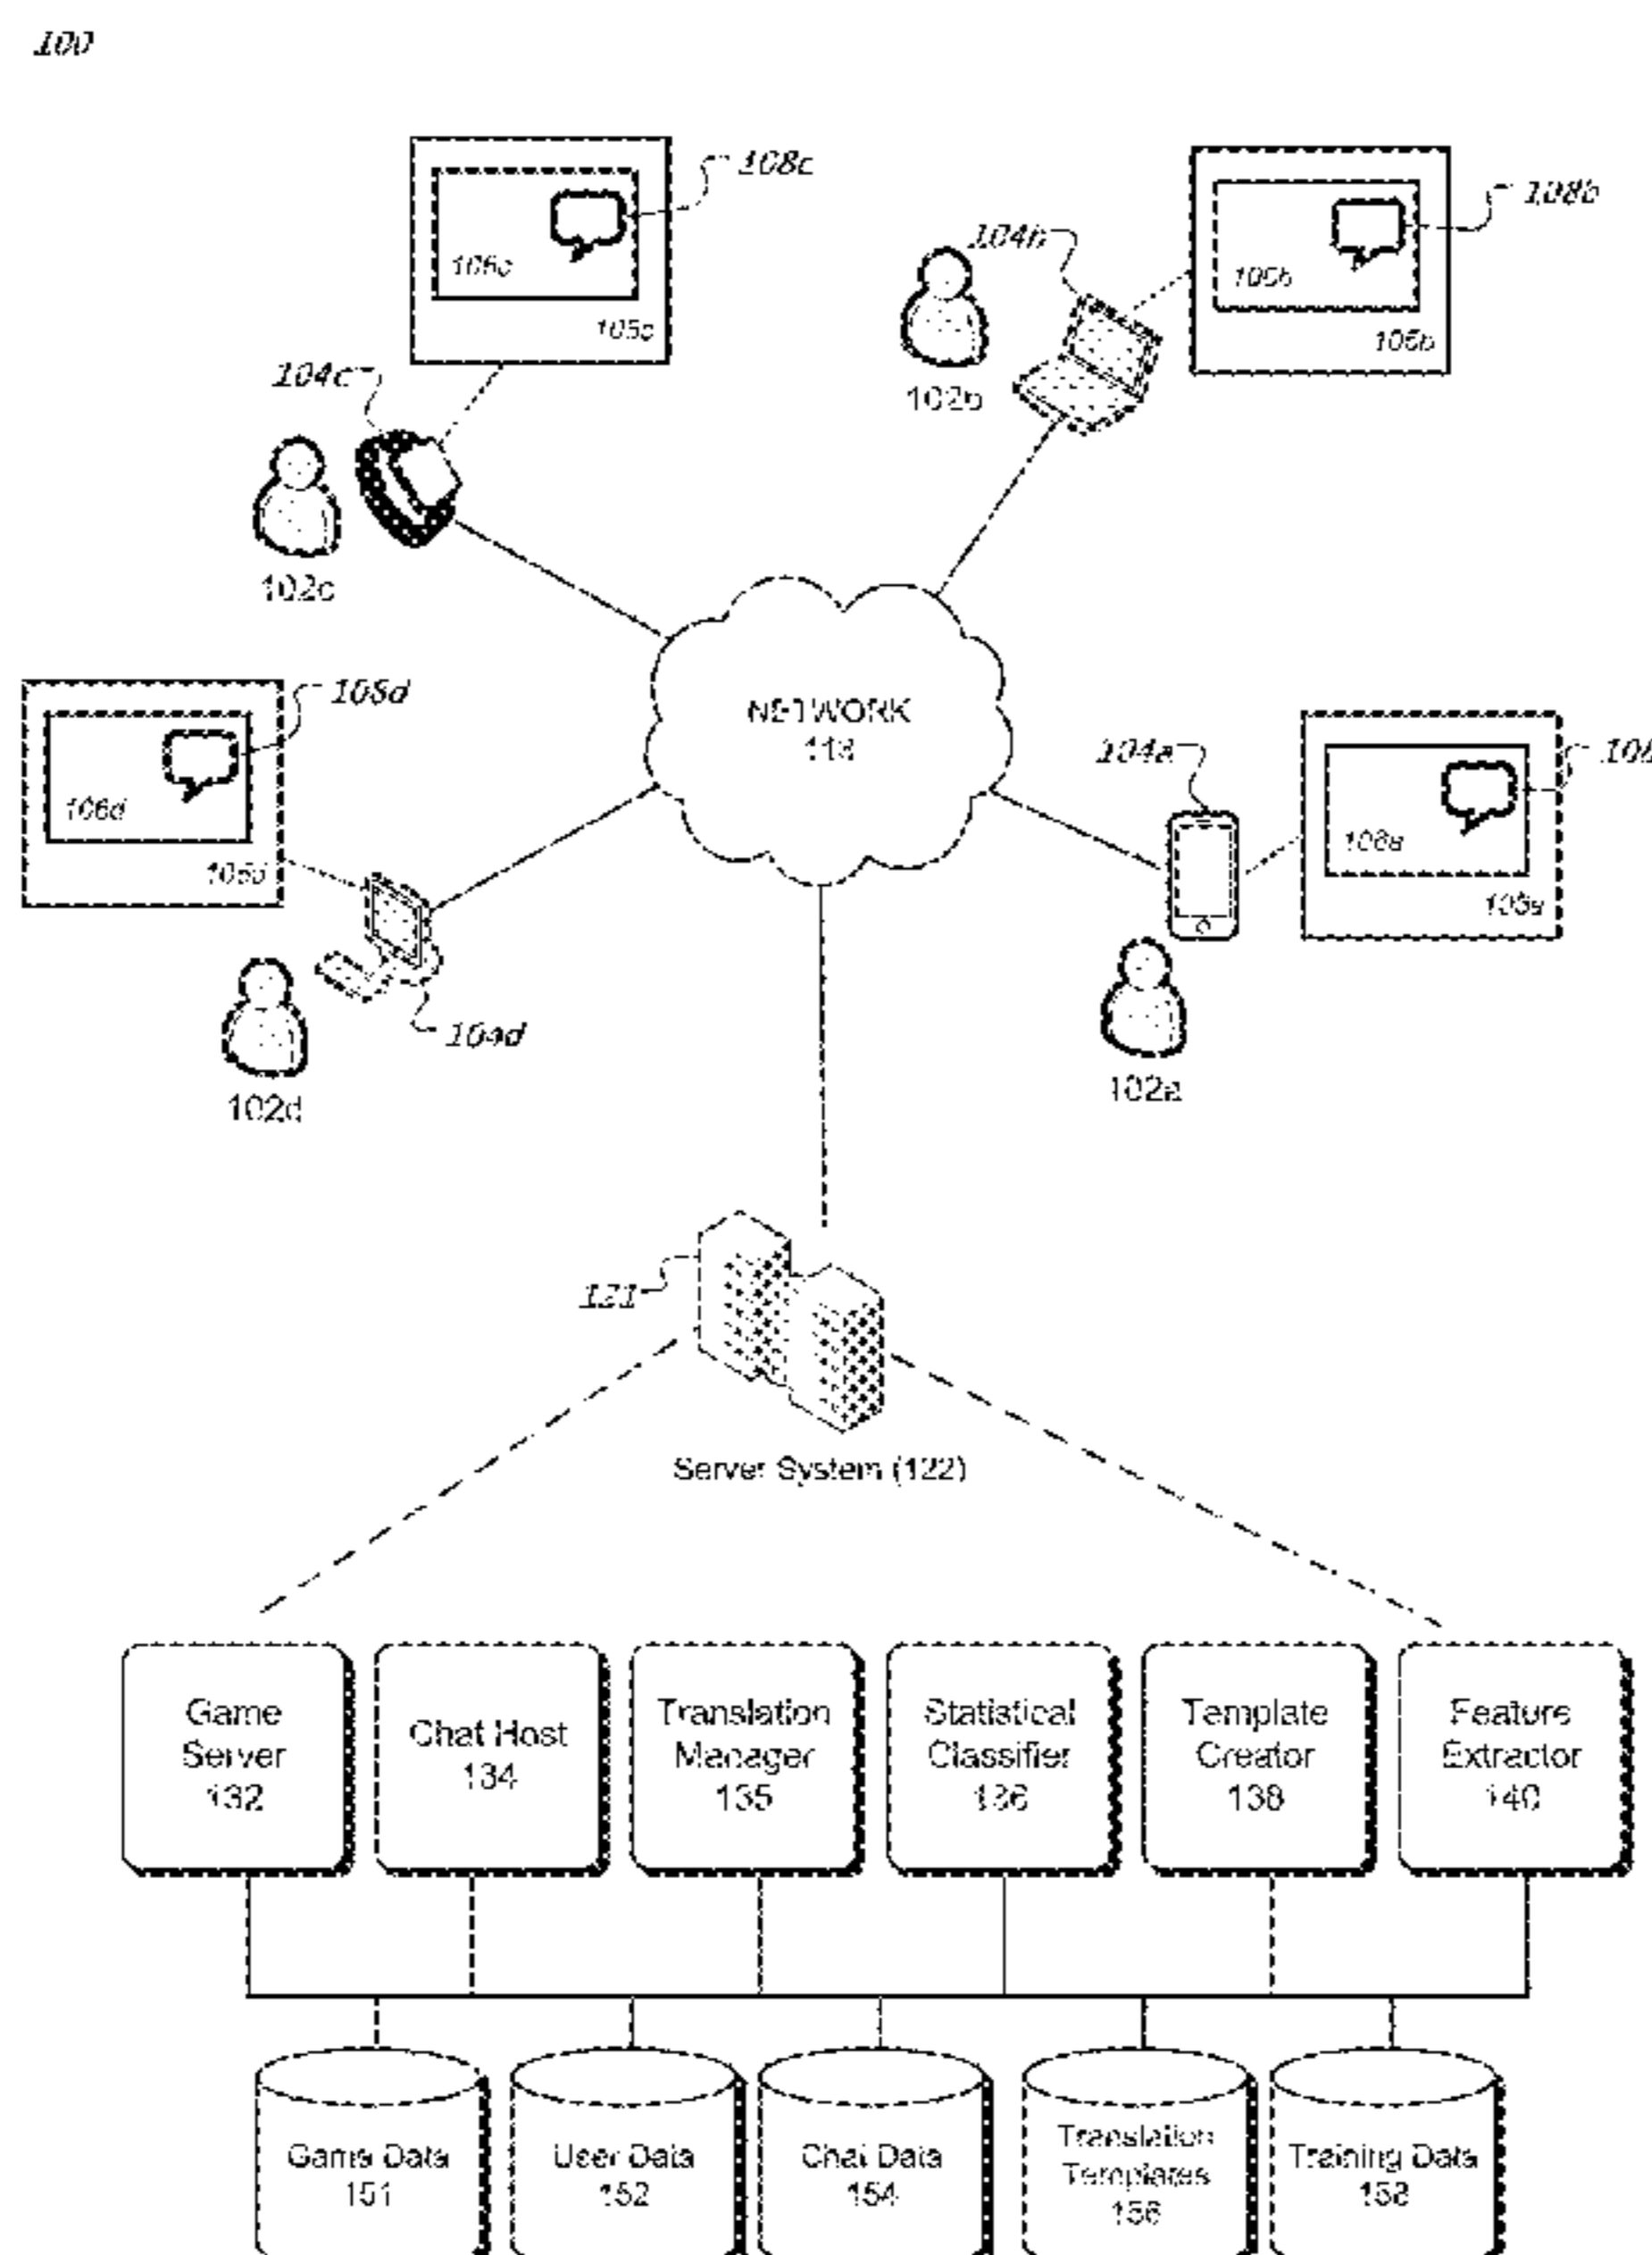 100
108c
108b
104b
106c
106b
105c
105b
104c
102b
102c
108d
NETWORK
104a
108
106d
106a
105d
105a
104d
102d
102a
121
Server System (122)
Game
Server
132
Chat Host
134
Translation
Manager
135
Statistical
Classifier
136
Template
Creator
138
Feature
Extractor
140
Game Data
151
User Data
152
Chat Data
154
Translation
Templates
156
Training Data
158